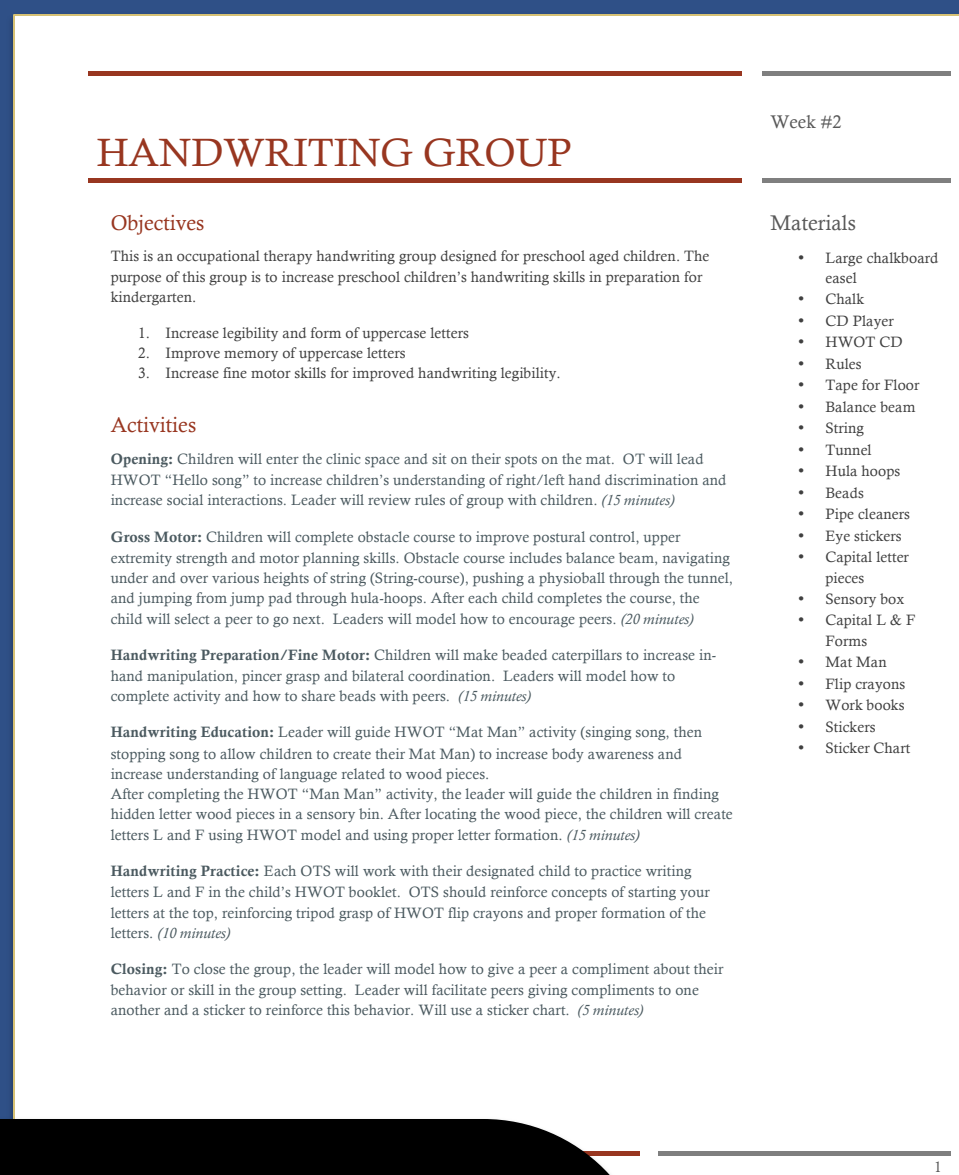 Week #2
HANDWRITING GROUP
Objectives
This is an occupational therapy handwriting group designed for preschool aged children. The
purpose of this group is to increase preschool children's handwriting skills in preparation for
kindergarten.
1. Increase legibility and form of uppercase letters
2. Improve memory of uppercase letters
3. Increase fine motor skills for improved handwriting legibility.
Activities
Opening: Children will enter the clinic space and sit on their spots on the mat. OT will lead
HWOT “Hello song” to increase children's understanding of right/left hand discrimination and
increase social interactions. Leader will review rules of group with children. (15 minutes)
Gross Motor: Children will complete obstacle course to improve postural control, upper
extremity strength and motor planning skills. Obstacle course includes balance beam, navigating
under and over various heights of string (String-course), pushing a physioball through the tunnel,
and jumping from jump pad through hula-hoops. After each child completes the course, the
child will select a peer to go next. Leaders will model how to encourage peers. (20 minutes)
Handwriting Preparation/Fine Motor: Children will make beaded caterpillars to increase in-
hand manipulation, pincer grasp and bilateral coordination. Leaders will model how to
complete activity and how to share beads with peers. (15 minutes)
Handwriting Education: Leader will guide HWOT “Mat Man” activity (singing song, then
stopping song to allow children to create their Mat Man) to increase body awareness and
increase understanding of language related to wood pieces.
After completing the HWOT “Man Man” activity, the leader will guide the children in finding
hidden letter wood pieces in a sensory bin. After locating the wood piece, the children will create
letters L and F using HWOT model and using proper letter formation. (15 minutes)
Handwriting Practice: Each OTS will work with their designated child to practice writing
letters L and F in the child's HWOT booklet. OTS should reinforce concepts of starting your
letters at the top, reinforcing tripod grasp of HWOT flip crayons and proper formation of the
letters. (10 minutes)
Closing: To close the group, the leader will model how to give a peer a compliment about their
behavior or skill in the group setting. Leader will facilitate peers giving compliments to one
another and a sticker to reinforce this behavior. Will use a sticker chart. (5 minutes)
Materials
• Large chalkboard
easel
• Chalk
• CD Player
• HWOT CD
• Rules
• Tape for Floor
• Balance beam
• String
• Tunnel
• Hula hoops
• Beads
• Pipe cleaners
• Eye stickers
• Capital letter
pieces
• Sensory box
• Capital L & F
Forms
• Mat Man
• Flip crayons
• Work books
• Stickers
• Sticker Chart
1